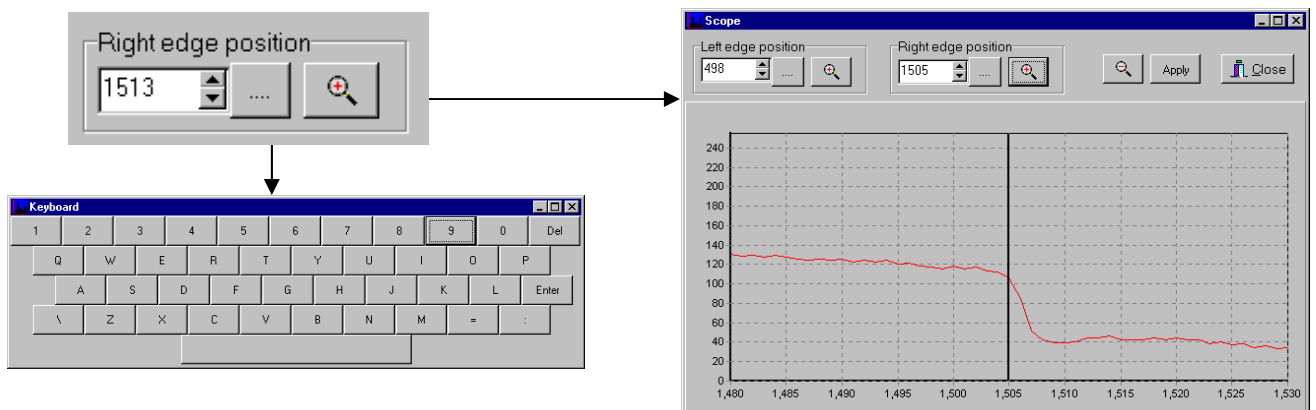 Right edge position
1513
....
Scope
Left edge position
498
....
Right edge position
1505
....
Apply
Close
240
220
200
180
160
140
120
100
80
60
40
20
0
1,480 1,485 1,490 1,495 1,500 1,505 1,510 1,515 1,520 1,525 1,530
Keyboard
1 2 3 4 5 6 7 8 9 0 Del
Q W E R T Y U I O P
A S D F G H J K L Enter
\ Z X C V B N M = :